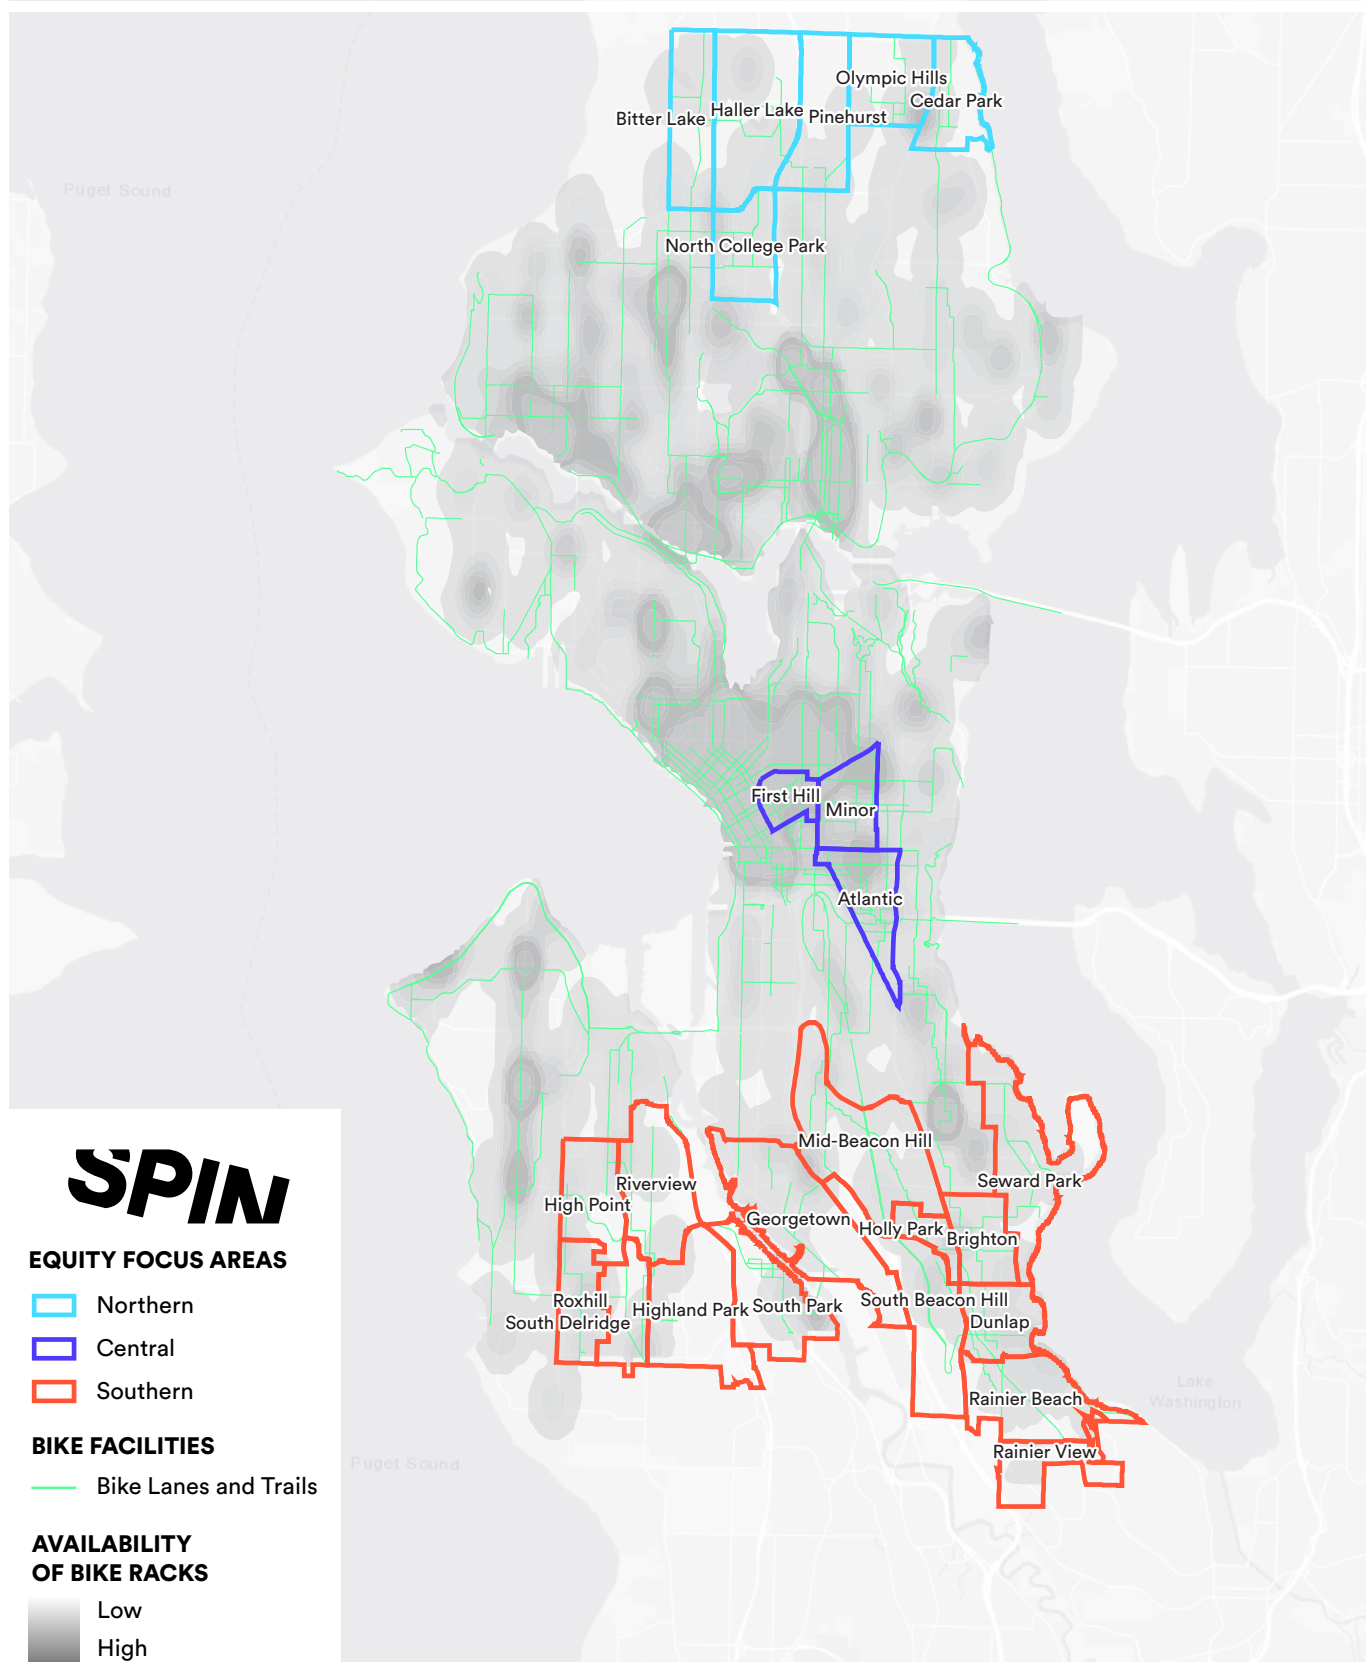 Olympic Hills
Cedar Park
Haller Lake
Pinehurst
Bitter Lake
Puget Sound
North College Park
First Hill
Minor
Atlantic
Mid-Beacon Hill
Seward Park
Riverview
High Point
Georgetown
Holly Park
Brighton
Roxhill
South Delridge
Highland Park
South Park
South Beacon Hill
Dunlap
Rainier Beach
Lake
Washington
Rainier View
Puget Sound
SPIN
EQUITY FOCUS AREAS
Northern
Central
Southern
BIKE FACILITIES
Bike Lanes and Trails
AVAILABILITY
OF BIKE RACKS
Low
High